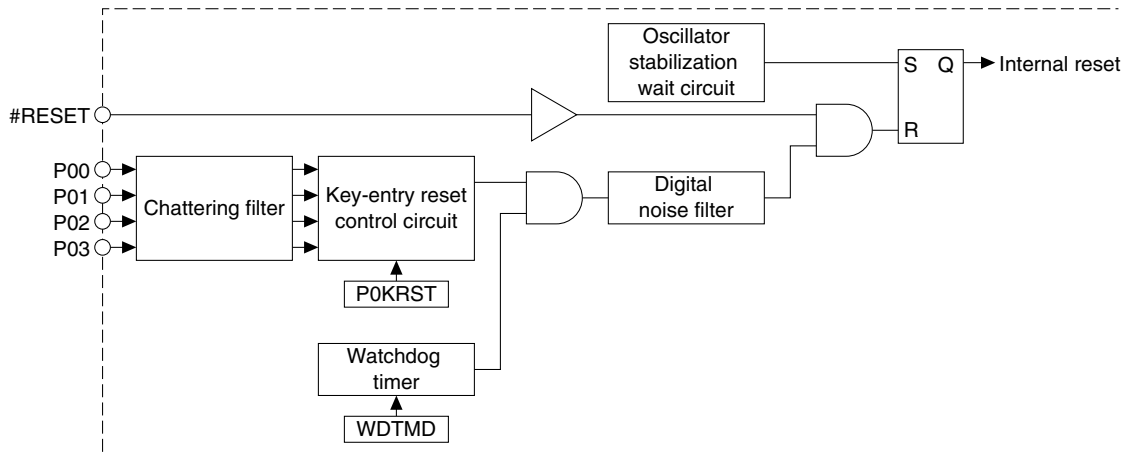 Oscillator
stabilization
wait circuit
S Q
Internal reset
#RESET
R
P00
P01
P02
P03
Chattering filter
Key-entry reset
control circuit
Digital
noise filter
P0KRST
Watchdog
timer
WDTMD